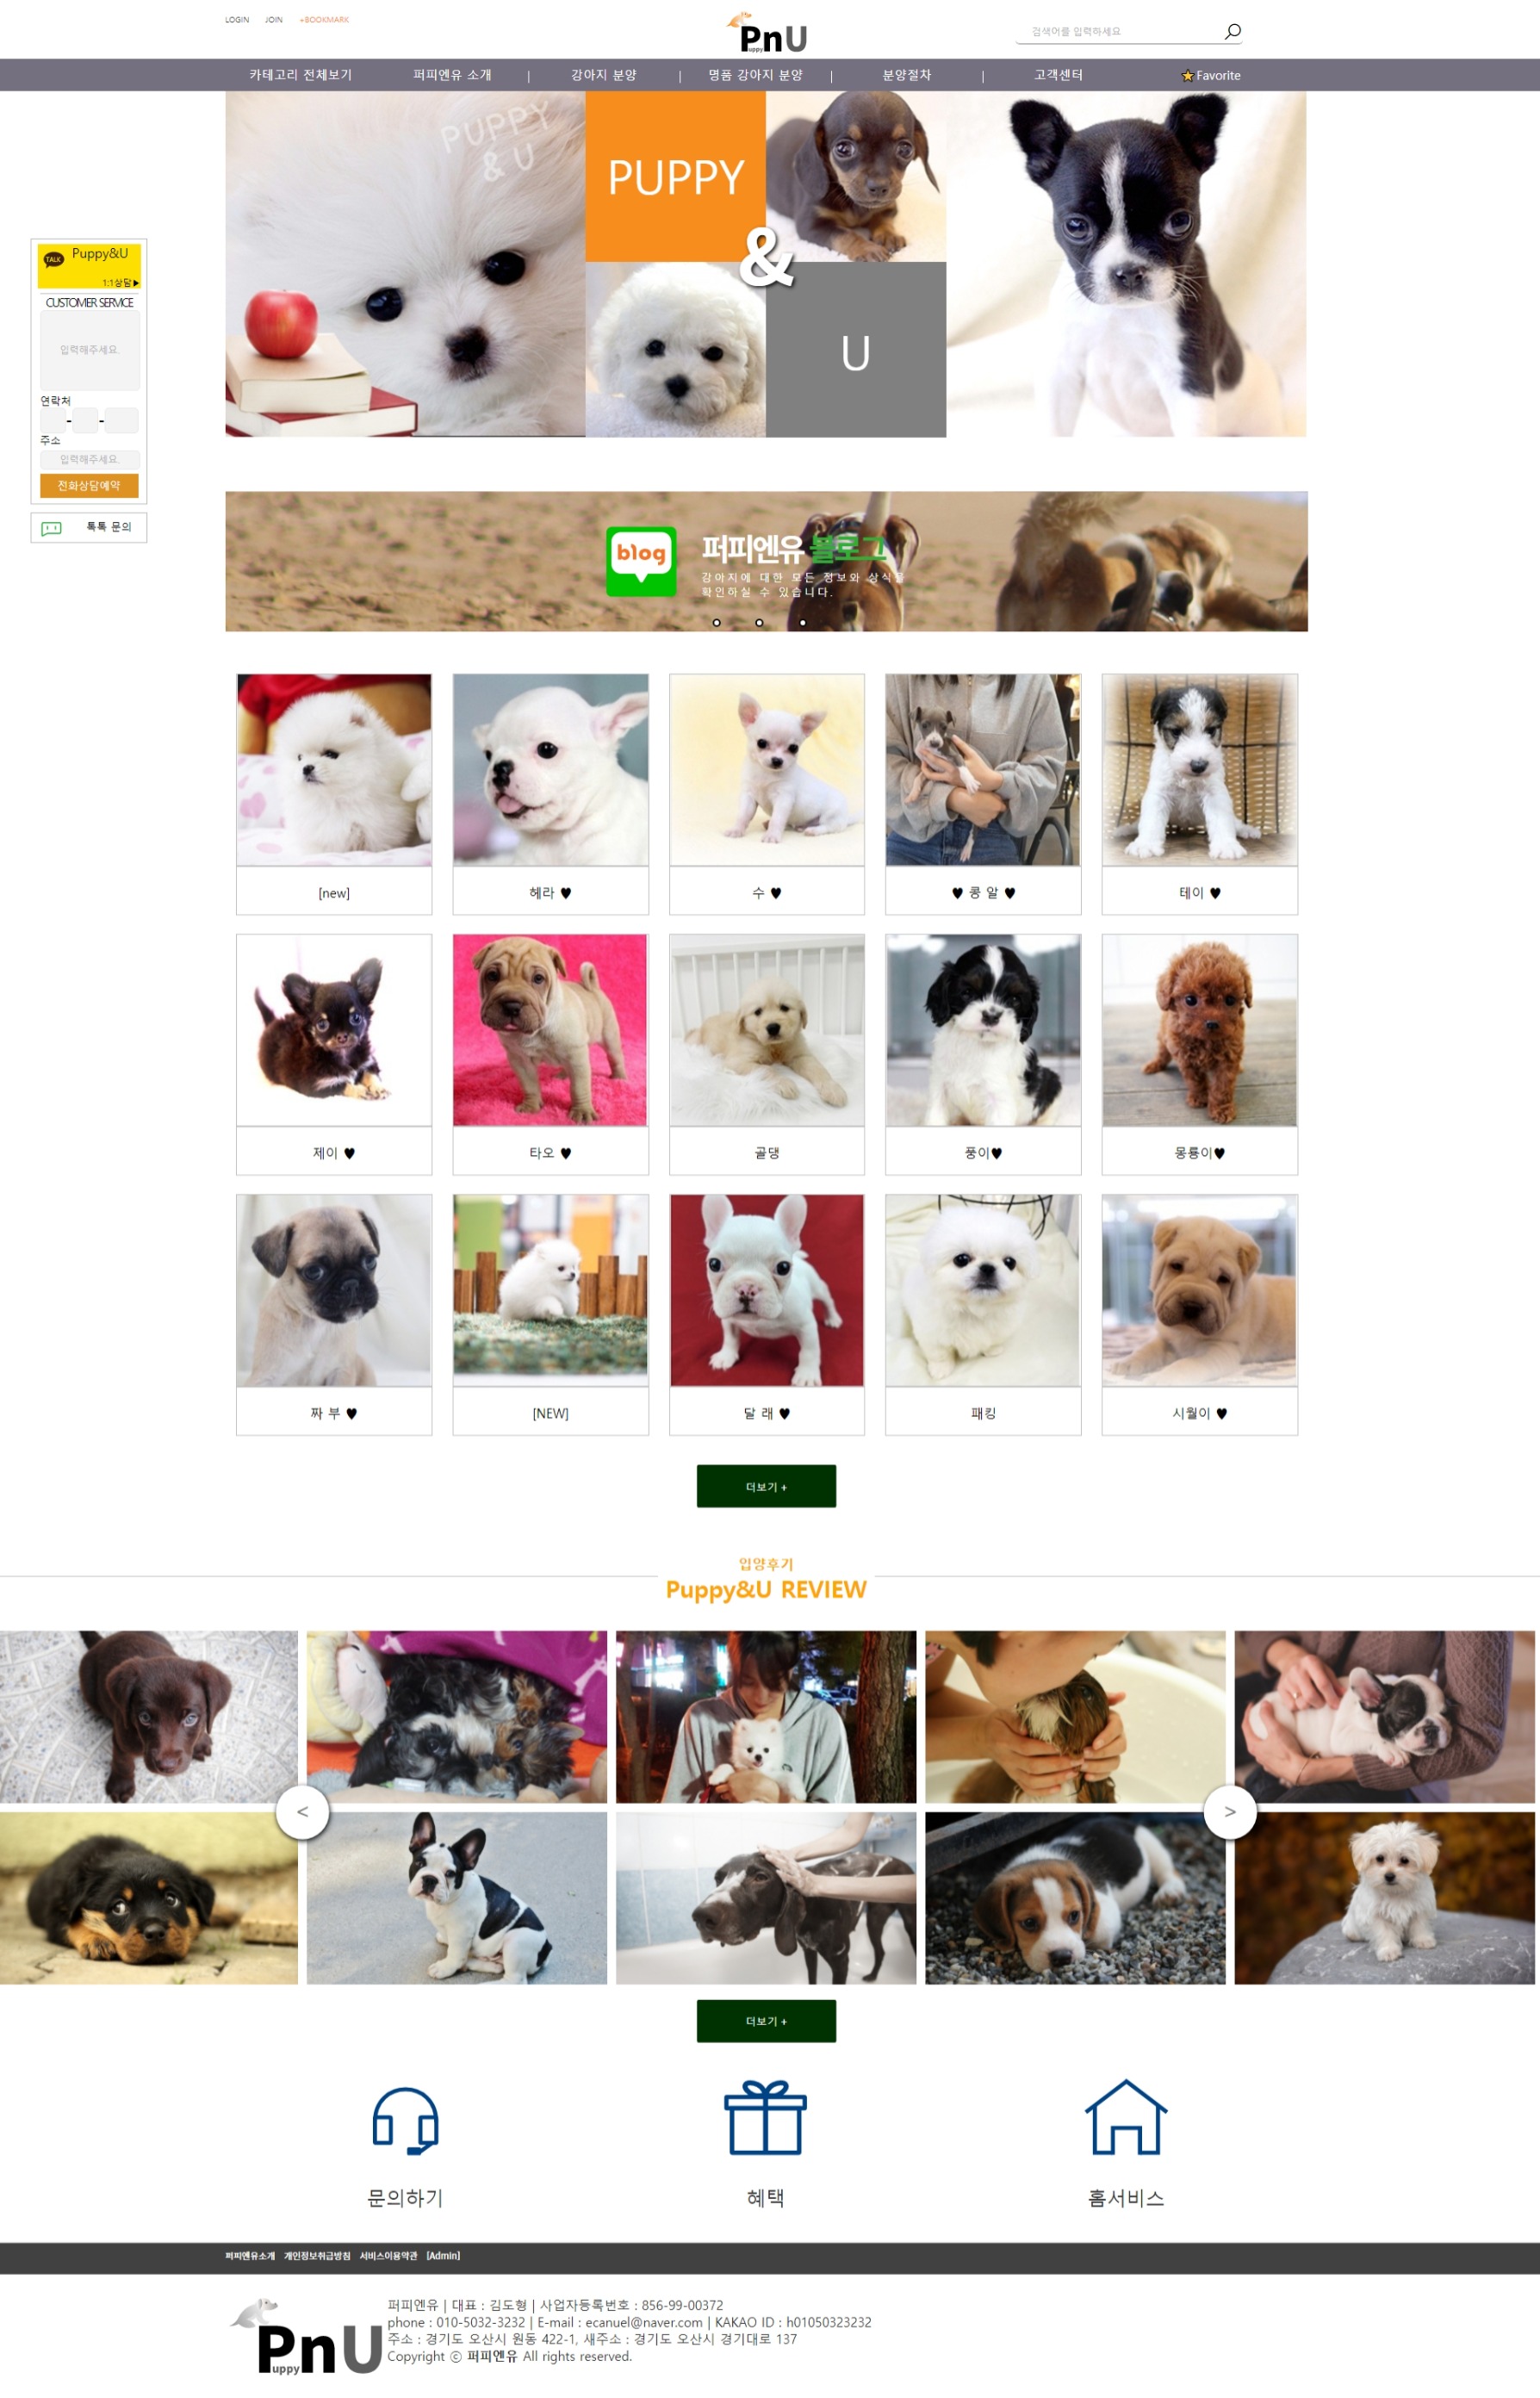 LOGIN JOIN +BOOKMARK
PnU
uppy
검색어를 입력하세요
카테고리 전체보기 퍼피엔유 소개 | 강아지 분양 | 명품 강아지 분양 | 분양절차 | 고객센터 Favorite
PUPPY
& U
PUPPY
&
U
TALK Puppy&U
1:1상담▶
CUSTOMER SERVICE
입력해주세요.
연락처
- -
주소
입력해주세요.
전화상담예약
톡톡 문의
blog
퍼피엔유 블로그
강아지에 대한 모든 정보와 상식을
확인하실 수 있습니다.
[new] 헤라 ♥ 수 ♥ ♥ 콩 알 ♥ 테이 ♥
제이 ♥ 타오 ♥ 골댕 풍이♥ 몽룡이♥
짜 부 ♥ [NEW] 달 래 ♥ 패킹 시월이 ♥
더보기 +
입양후기
Puppy&U REVIEW
< >
더보기 +
문의하기 혜택 홈서비스
퍼피엔유소개 개인정보취급방침 서비스이용약관 [Admin]
PnU
uppy
퍼피엔유 | 대표 : 김도형 | 사업자등록번호 : 856-99-00372
phone : 010-5032-3232 | E-mail : ecanuel@naver.com | KAKAO ID : h01050323232
주소 : 경기도 오산시 원동 422-1, 새주소 : 경기도 오산시 경기대로 137
Copyright ⓒ 퍼피엔유 All rights reserved.